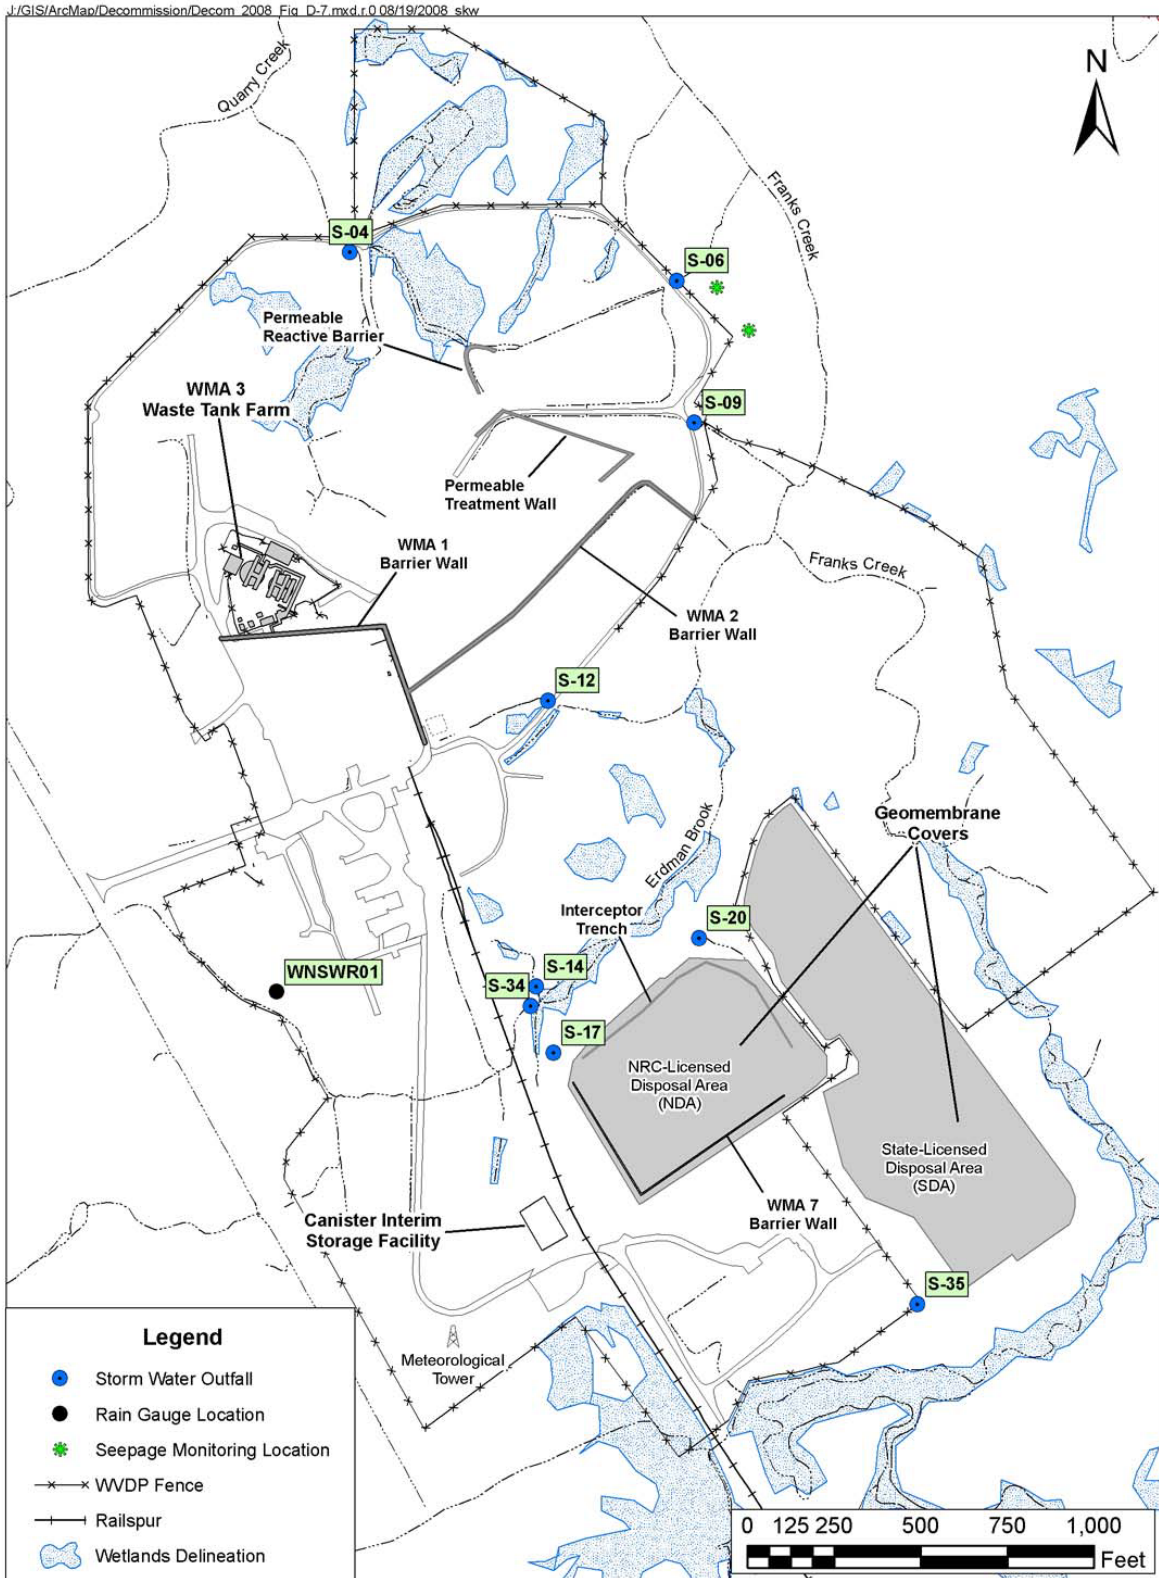 J:/GIS/ArcMap/Decommission/Decom_2008_Fig_D-7.mxd.r.0 08/19/2008_skw
Quarry Creek
N
Franks Creek
S-04
S-06
Permeable
Reactive Barrier
WMA 3
Waste Tank Farm
S-09
Permeable
Treatment Wall
WMA 1
Barrier Wall
Franks Creek
WMA 2
Barrier Wall
S-12
Geomembrane
Covers
Erdman Brook
Interceptor
Trench
S-20
WNSWR01
S-14
S-34
S-17
NRC-Licensed
Disposal Area
(NDA)
State-Licensed
Disposal Area
(SDA)
WMA 7
Barrier Wall
Canister Interim
Storage Facility
S-35
Meteorological
Tower
Legend
Storm Water Outfall
Rain Gauge Location
Seepage Monitoring Location
WVDP Fence
Railspur
Wetlands Delineation
0 125 250 500 750 1,000
Feet